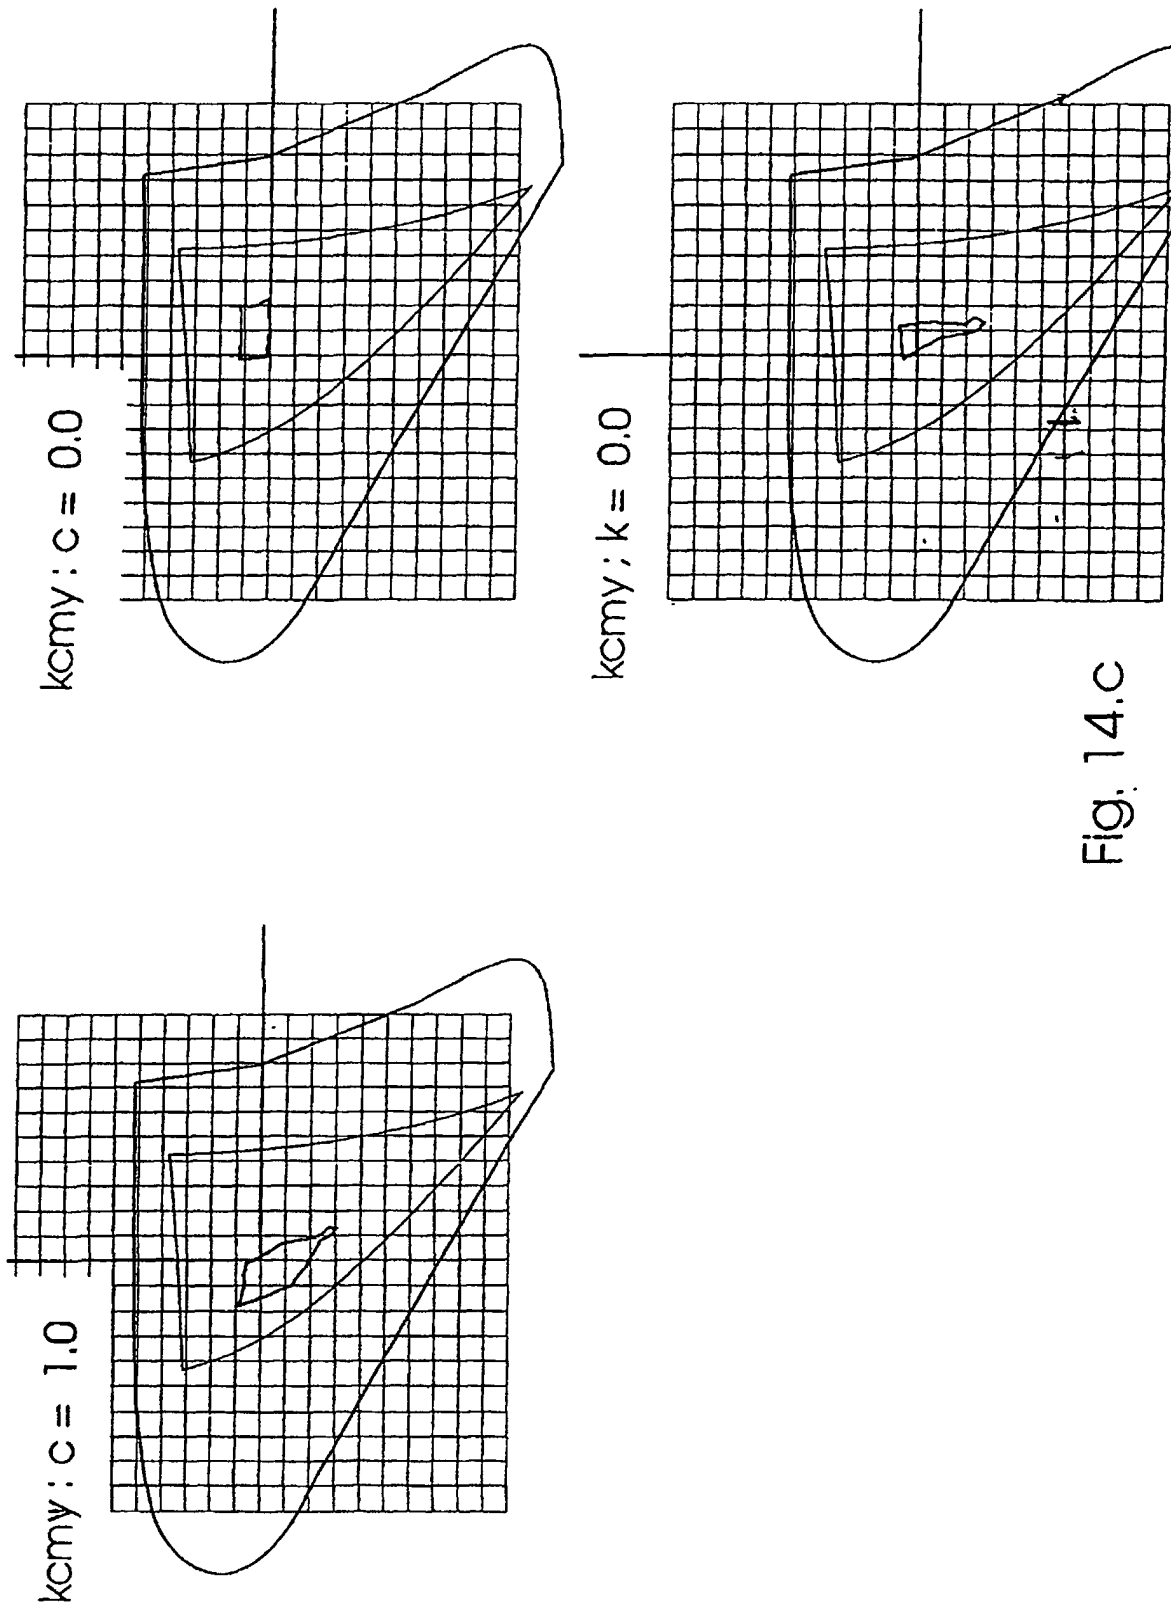 kcmy : c = 1.0
kcmy : c = 0.0
kcmy ; k = 0.0
Fig. 14.c